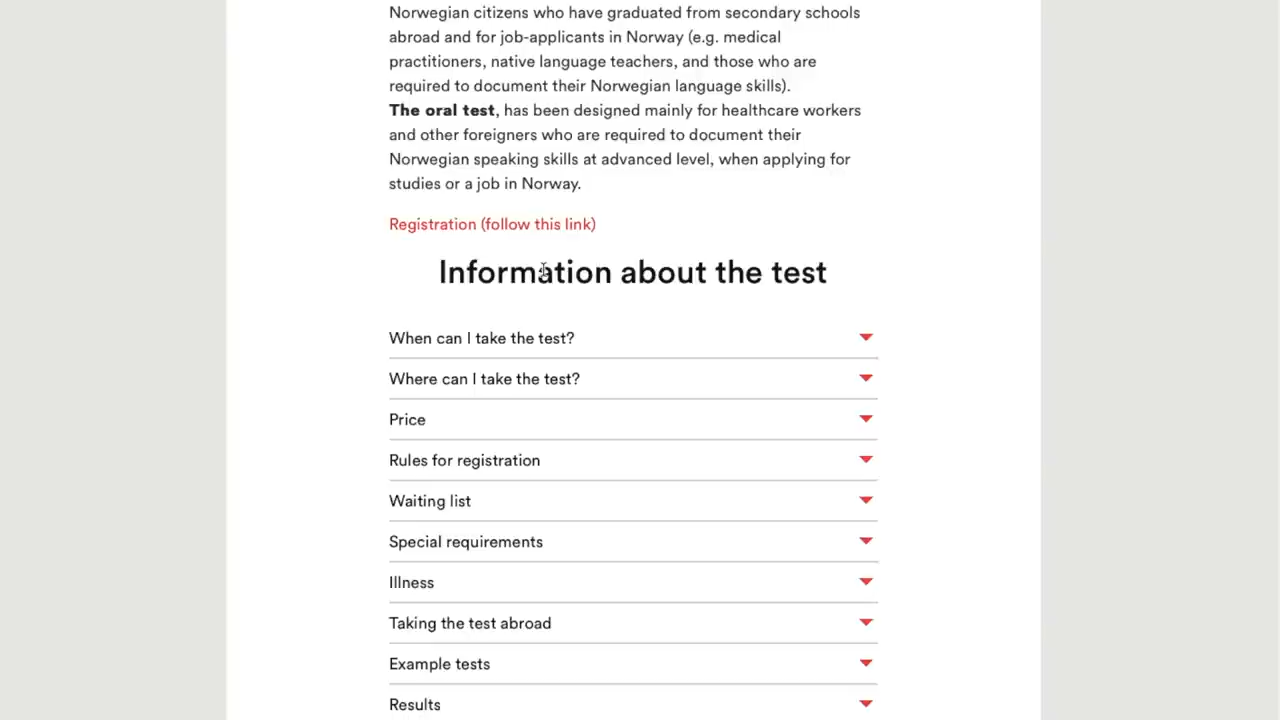 Norwegian citizens who have graduated from secondary schools
abroad and for job-applicants in Norway (e.g. medical
practitioners, native language teachers, and those who are
required to document their Norwegian language skills).
The oral test, has been designed mainly for healthcare workers
and other foreigners who are required to document their
Norwegian speaking skills at advanced level, when applying for
studies or a job in Norway.
Registration (follow this link)
Information about the test
When can I take the test?
Where can I take the test?
Price
Rules for registration
Waiting list
Special requirements
Illness
Taking the test abroad
Example tests
Results